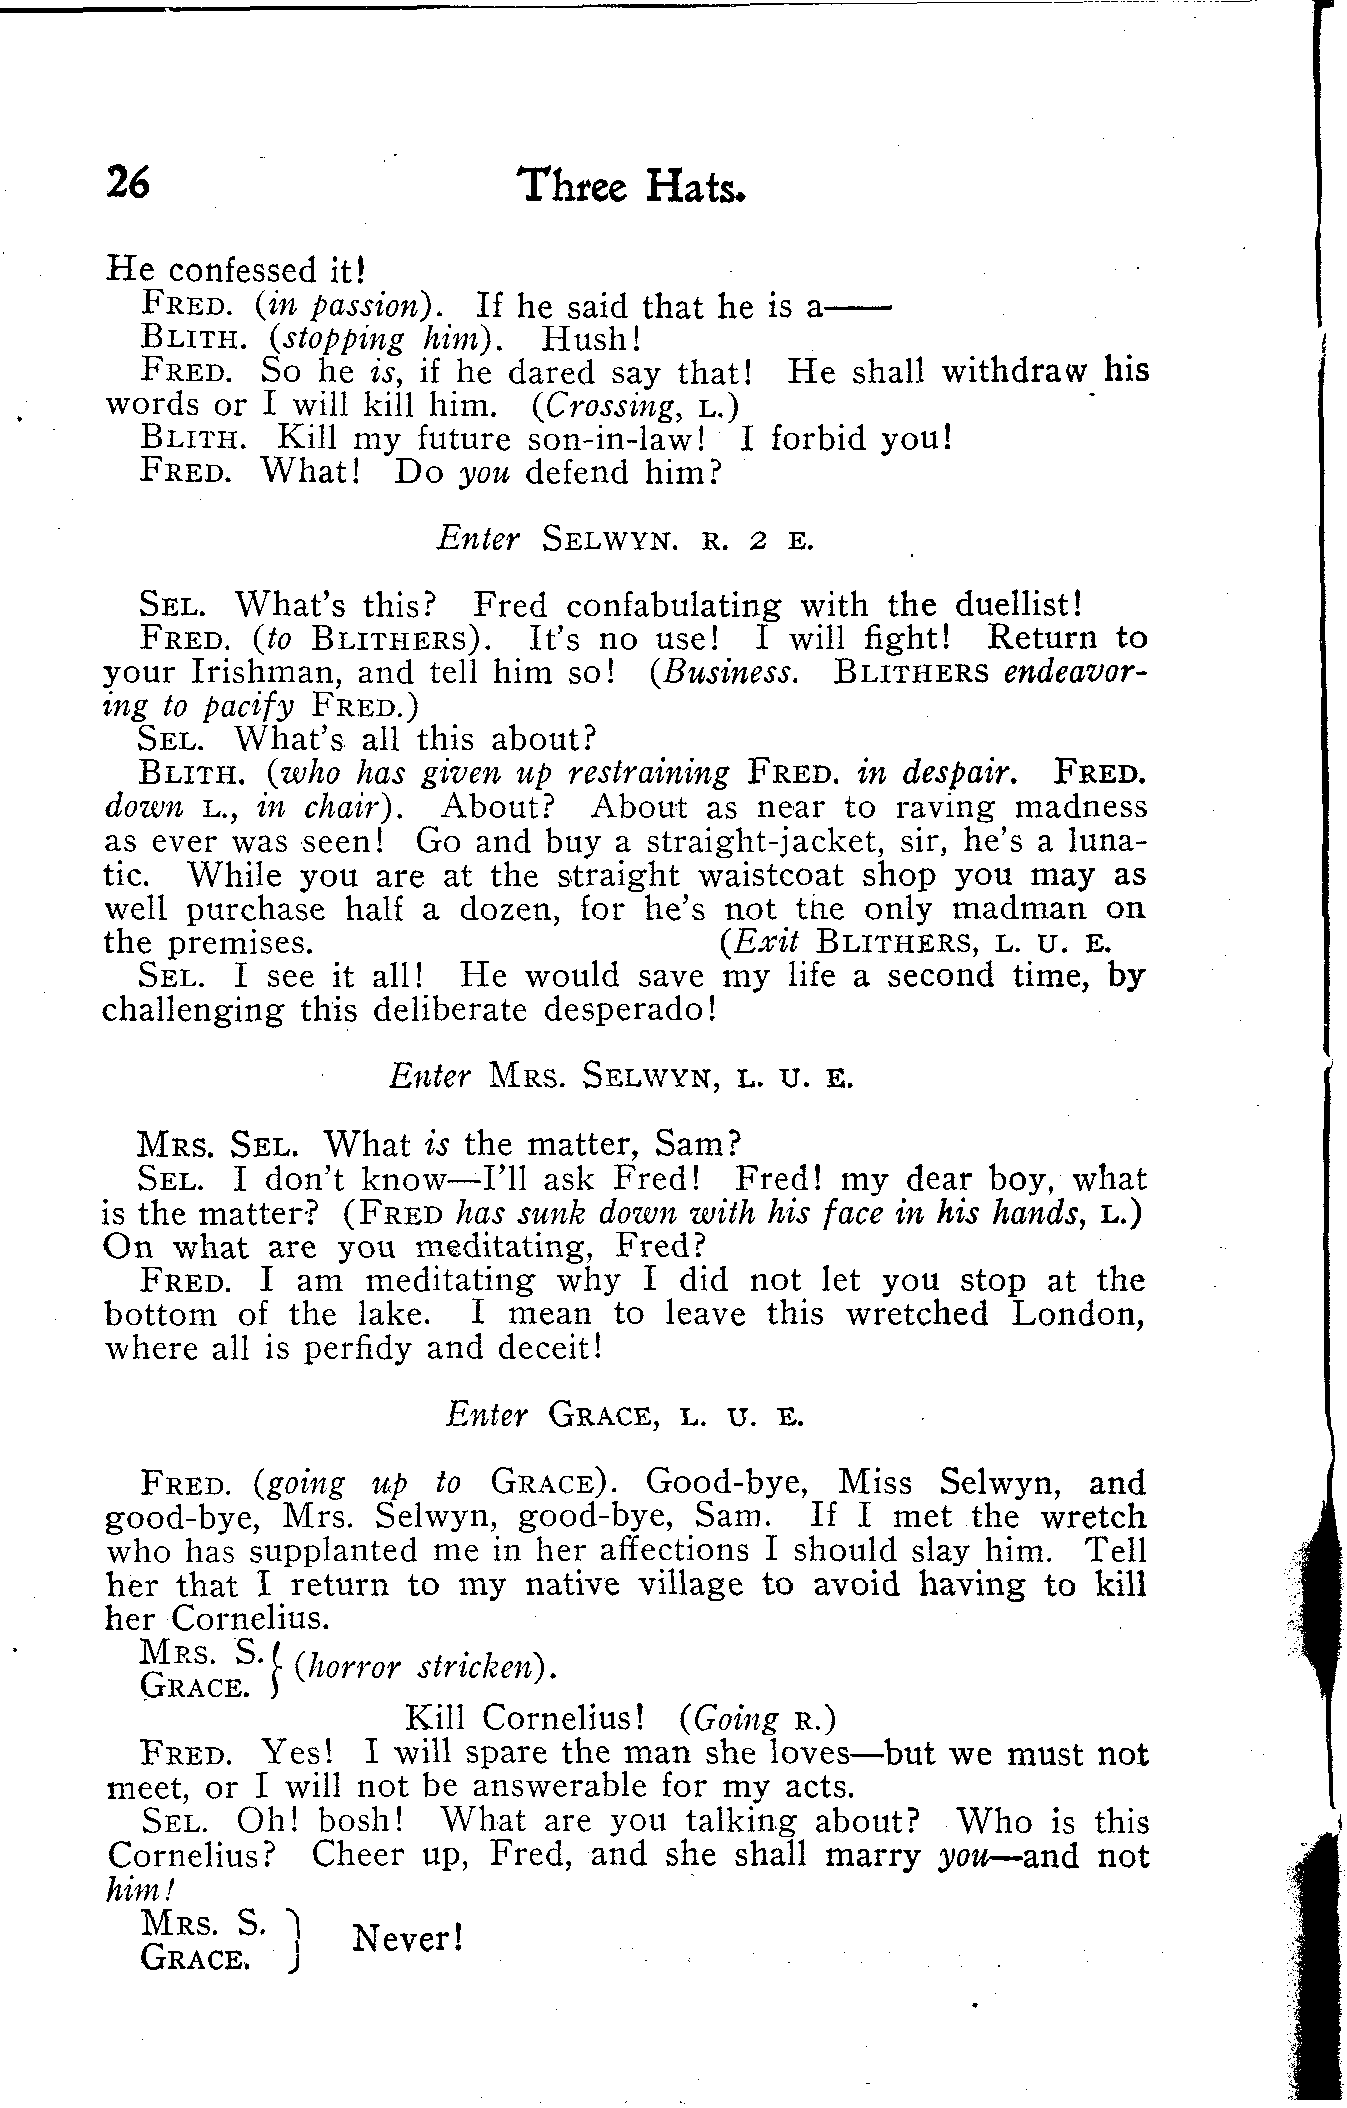 26 Three Hats.
He confessed it!
FRED. (in passion). If he said that he is a——
BLITH. (stopping him). Hush!
FRED. So he is, if he dared say that! He shall withdraw his
words or I will kill him. (Crossing, L.)
BLITH. Kill my future son-in-law! I forbid you!
FRED. What! Do you defend him?
Enter SELWYN. R. 2 E.
SEL. What's this? Fred confabulating with the duellist!
FRED. (to BLITHERS). It's no use! I will fight! Return to
your Irishman, and tell him so! (Business. BLITHERS endeavor-
ing to pacify FRED.)
SEL. What's all this about?
BLITH. (who has given up restraining FRED. in despair. FRED.
down L., in chair). About? About as near to raving madness
as ever was seen! Go and buy a straight-jacket, sir, he's a luna-
tic. While you are at the straight waistcoat shop you may as
well purchase half a dozen, for he's not the only madman on
the premises. (Exit BLITHERS, L. U. E.
SEL. I see it all! He would save my life a second time, by
challenging this deliberate desperado!
Enter MRS. SELWYN, L. U. E.
MRS. SEL. What is the matter, Sam?
SEL. I don't know—I'll ask Fred! Fred! my dear boy, what
is the matter? (FRED has sunk down with his face in his hands, L.)
On what are you meditating, Fred?
FRED. I am meditating why I did not let you stop at the
bottom of the lake. I mean to leave this wretched London,
where all is perfidy and deceit!
Enter GRACE, L. U. E.
FRED. (going up to GRACE). Good-bye, Miss Selwyn, and
good-bye, Mrs. Selwyn, good-bye, Sam. If I met the wretch
who has supplanted me in her affections I should slay him. Tell
her that I return to my native village to avoid having to kill
her Cornelius.
MRS. S. } (horror stricken).
GRACE. }
Kill Cornelius! (Going R.)
FRED. Yes! I will spare the man she loves—but we must not
meet, or I will not be answerable for my acts.
SEL. Oh! bosh! What are you talking about? Who is this
Cornelius? Cheer up, Fred, and she shall marry you—and not
him!
MRS. S. } Never!
GRACE. }